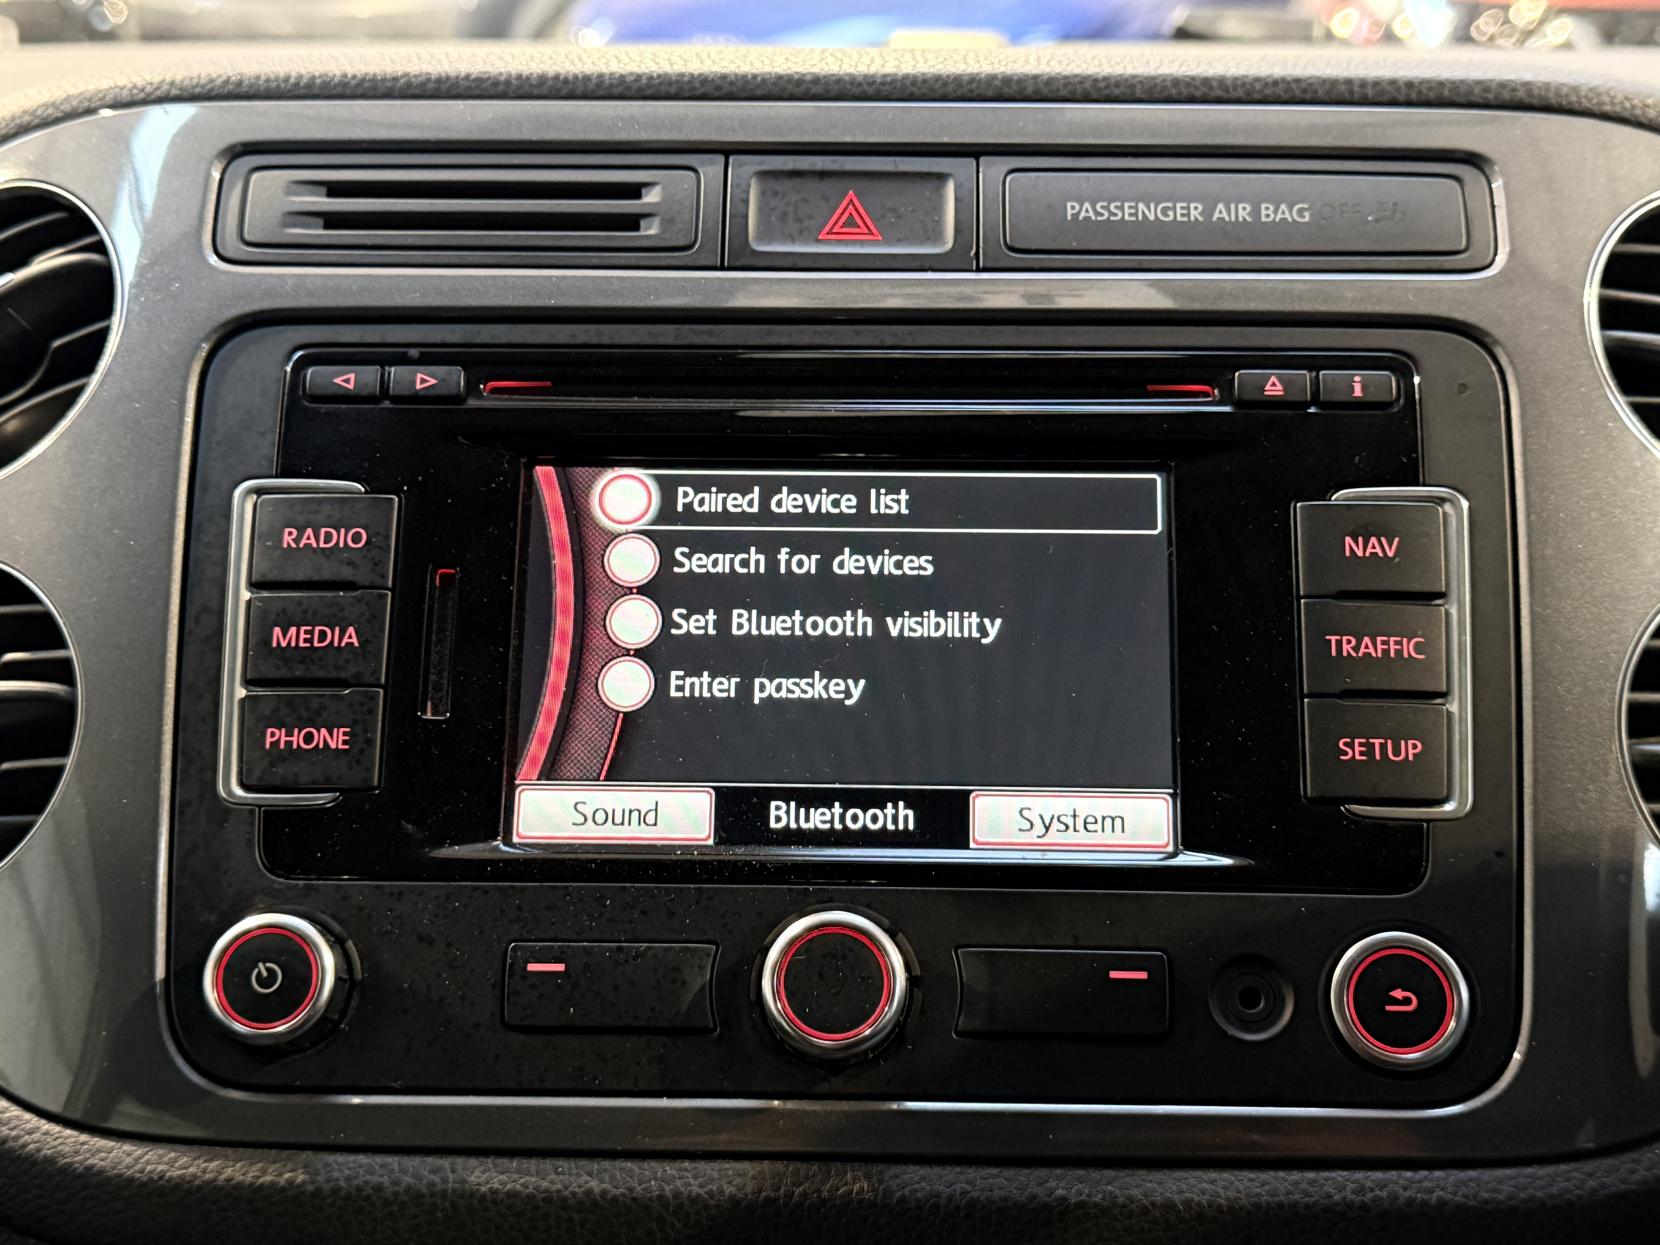 PASSENGER AIR BAG OFF
RADIO
MEDIA
PHONE
Paired device list
Search for devices
Set Bluetooth visibility
Enter passkey
Sound
Bluetooth
System
NAV
TRAFFIC
SETUP